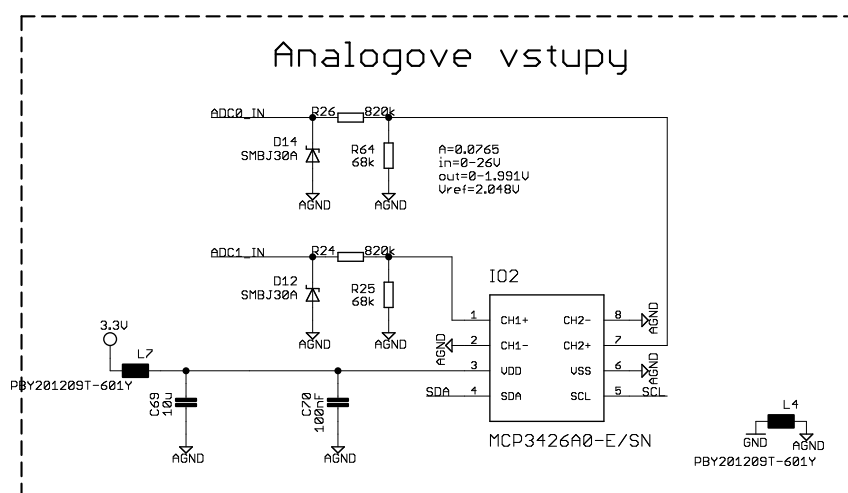 Analogove vstupy
ADC0_IN
R26
820k
D14
SMBJ30A
R64
68k
A=0.0765
in=0-26V
out=0-1.991V
Vref=2.048V
AGND
AGND
ADC1_IN
R24
820k
D12
SMBJ30A
R25
68k
AGND
AGND
IO2
1
CH1+
CH2-
8
AGND
AGND
2
CH1-
CH2+
7
3.3V
L7
PBY201209T-601Y
3
VDD
VSS
6
AGND
SDA
4
SDA
SCL
5
SCL
C69
10u
C70
100nF
AGND
AGND
MCP3426A0-E/SN
L4
GND
AGND
PBY201209T-601Y